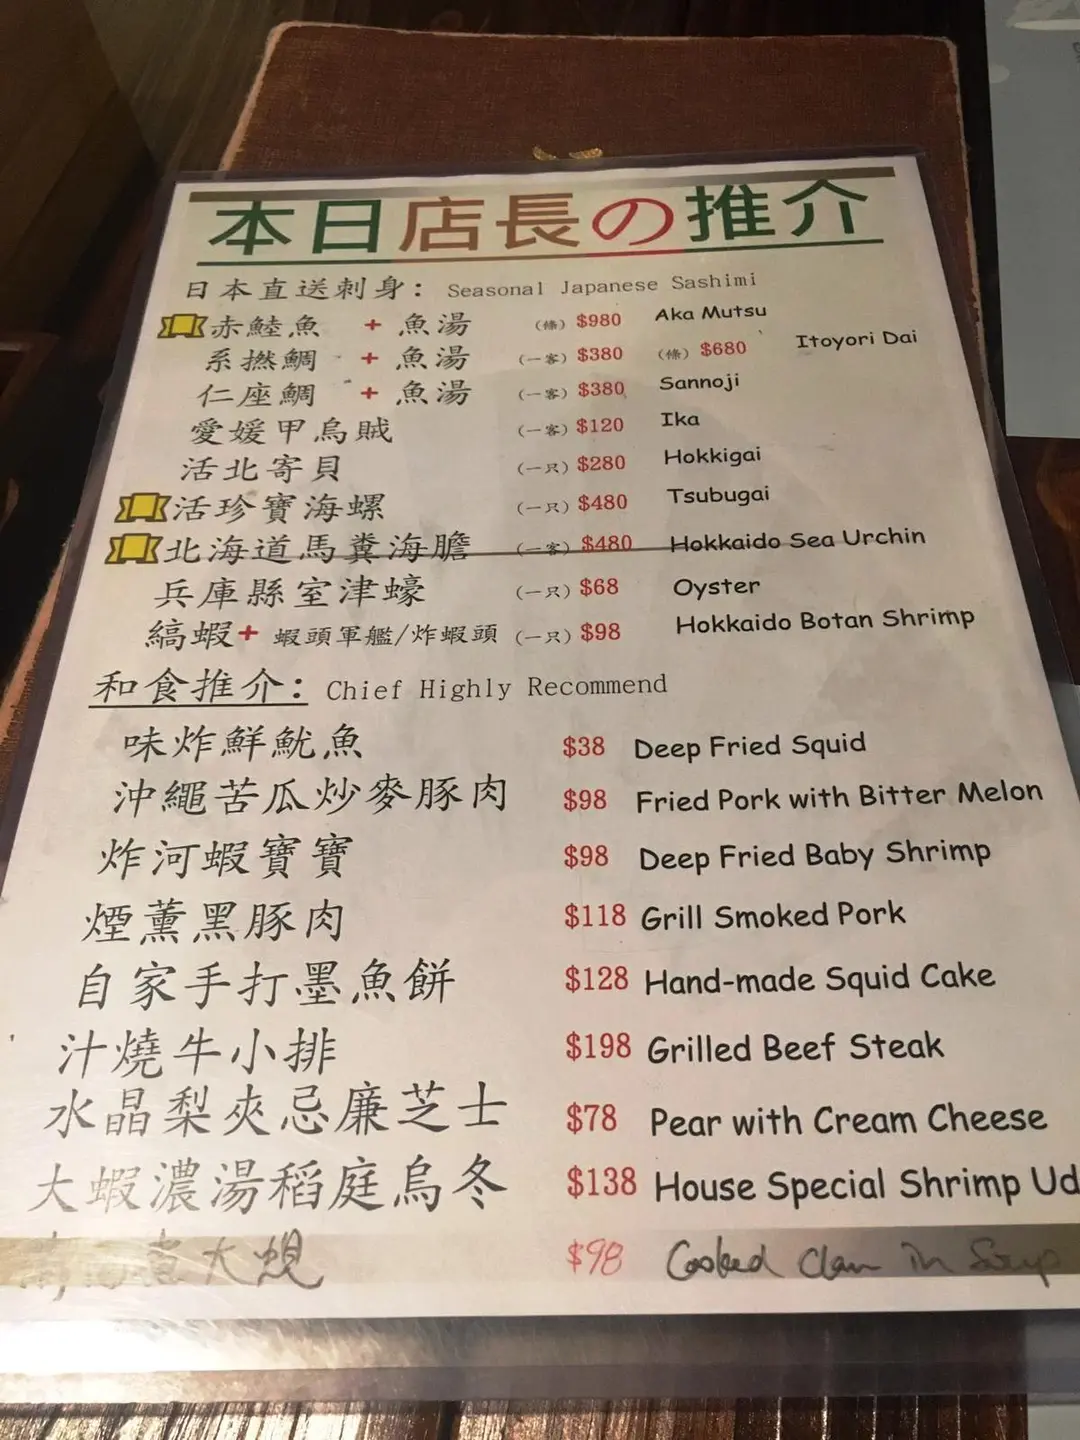 本日店長の推介
日本直送刺身: Seasonal Japanese Sashimi
赤鯥魚 + 魚湯 (條) $980 Aka Mutsu
系撚鯛 + 魚湯 (一客) $380 (條) $680 Itoyori Dai
仁座鯛 + 魚湯 (一客) $380 Sannoji
愛媛甲烏賊 (一客) $120 Ika
活北寄貝 (一只) $280 Hokkigai
活珍寶海螺 (一只) $480 Tsubugai
北海道馬糞海膽 (一客) $480 Hokkaido Sea Urchin
兵庫縣室津蠔 (一只) $68 Oyster
縞蝦+ 蝦頭軍艦/炸蝦頭 (一只) $98 Hokkaido Botan Shrimp
和食推介: Chief Highly Recommend
味炸鮮魷魚 $38 Deep Fried Squid
沖繩苦瓜炒麥豚肉 $98 Fried Pork with Bitter Melon
炸河蝦寶寶 $98 Deep Fried Baby Shrimp
煙薰黑豚肉 $118 Grill Smoked Pork
自家手打墨魚餅 $128 Hand-made Squid Cake
汁燒牛小排 $198 Grilled Beef Steak
水晶梨夾忌廉芝士 $78 Pear with Cream Cheese
大蝦濃湯稻庭烏冬 $138 House Special Shrimp Ud
煮大蜆 $98 Cooked Clam in Soup